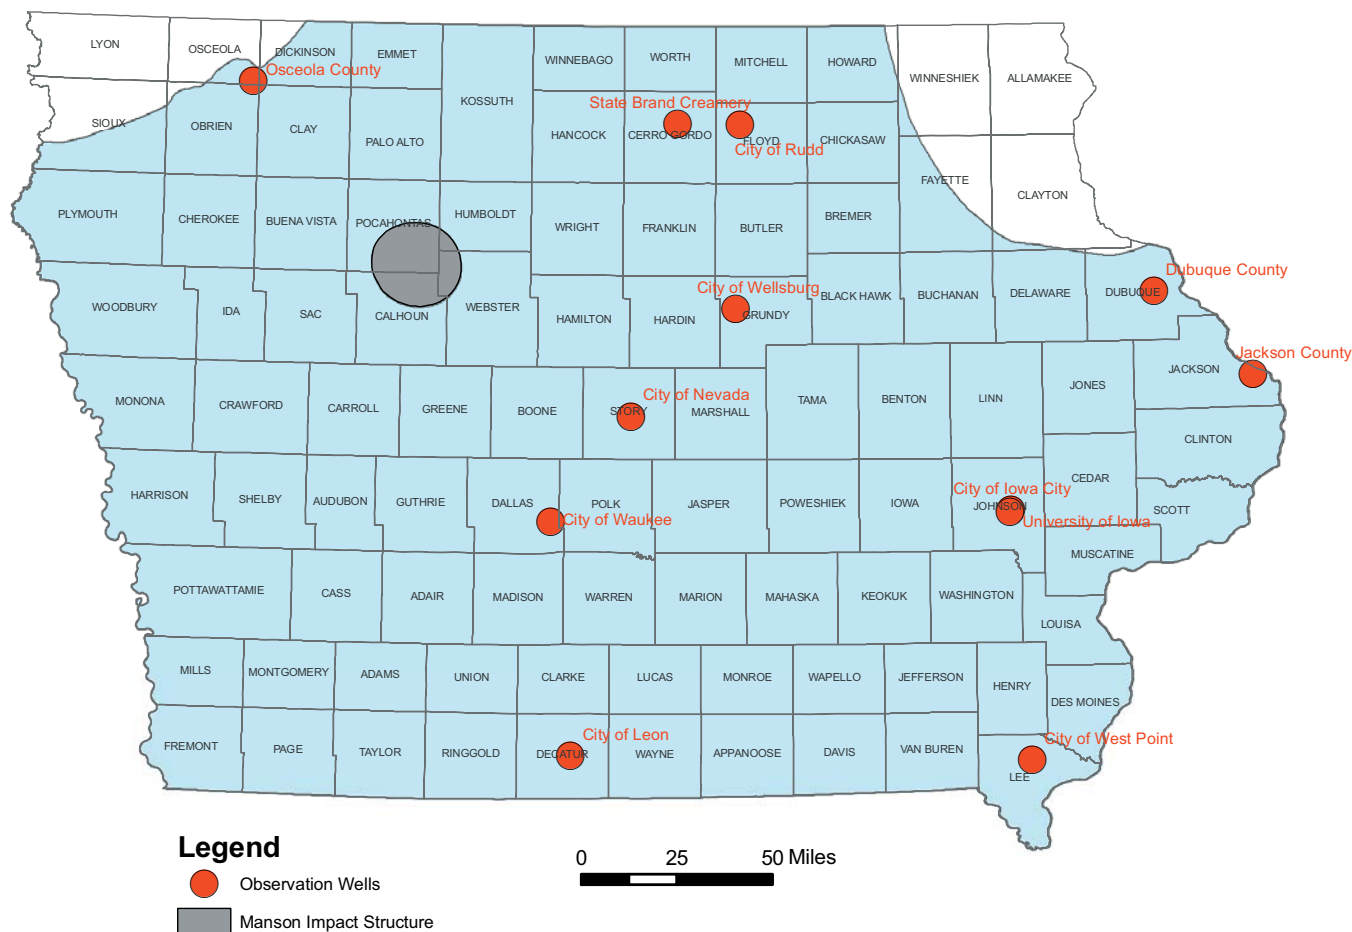 LYON
OSCEOLA
DICKINSON
EMMET
WINNEBAGO
WORTH
MITCHELL
HOWARD
WINNESHIEK
ALLAMAKEE
Osceola County
KOSSUTH
State Brand Creamery
SIOUX
OBRIEN
CLAY
PALO ALTO
HANCOCK
CERRO GORDO
FLOYD
City of Rudd
CHICKASAW
FAYETTE
CLAYTON
PLYMOUTH
CHEROKEE
BUENA VISTA
POCAHONTAS
HUMBOLDT
WRIGHT
FRANKLIN
BUTLER
BREMER
Dubuque County
City of Wellsburg
WOODBURY
IDA
SAC
CALHOUN
WEBSTER
HAMILTON
HARDIN
GRUNDY
BLACK HAWK
BUCHANAN
DELAWARE
DUBUQUE
Jackson County
JACKSON
MONONA
CRAWFORD
CARROLL
GREENE
BOONE
City of Nevada
STORY
MARSHALL
TAMA
BENTON
LINN
JONES
CLINTON
HARRISON
SHELBY
AUDUBON
GUTHRIE
DALLAS
POLK
City of Waukee
JASPER
POWESHIEK
IOWA
City of Iowa City
JOHNSON
University of Iowa
CEDAR
SCOTT
MUSCATINE
POTTAWATTAMIE
CASS
ADAIR
MADISON
WARREN
MARION
MAHASKA
KEOKUK
WASHINGTON
LOUISA
MILLS
MONTGOMERY
ADAMS
UNION
CLARKE
LUCAS
MONROE
WAPELLO
JEFFERSON
HENRY
DES MOINES
FREMONT
PAGE
TAYLOR
RINGGOLD
City of Leon
DECATUR
WAYNE
APPANOOSE
DAVIS
VAN BUREN
City of West Point
LEE
Legend
Observation Wells
Manson Impact Structure
0 25 50 Miles